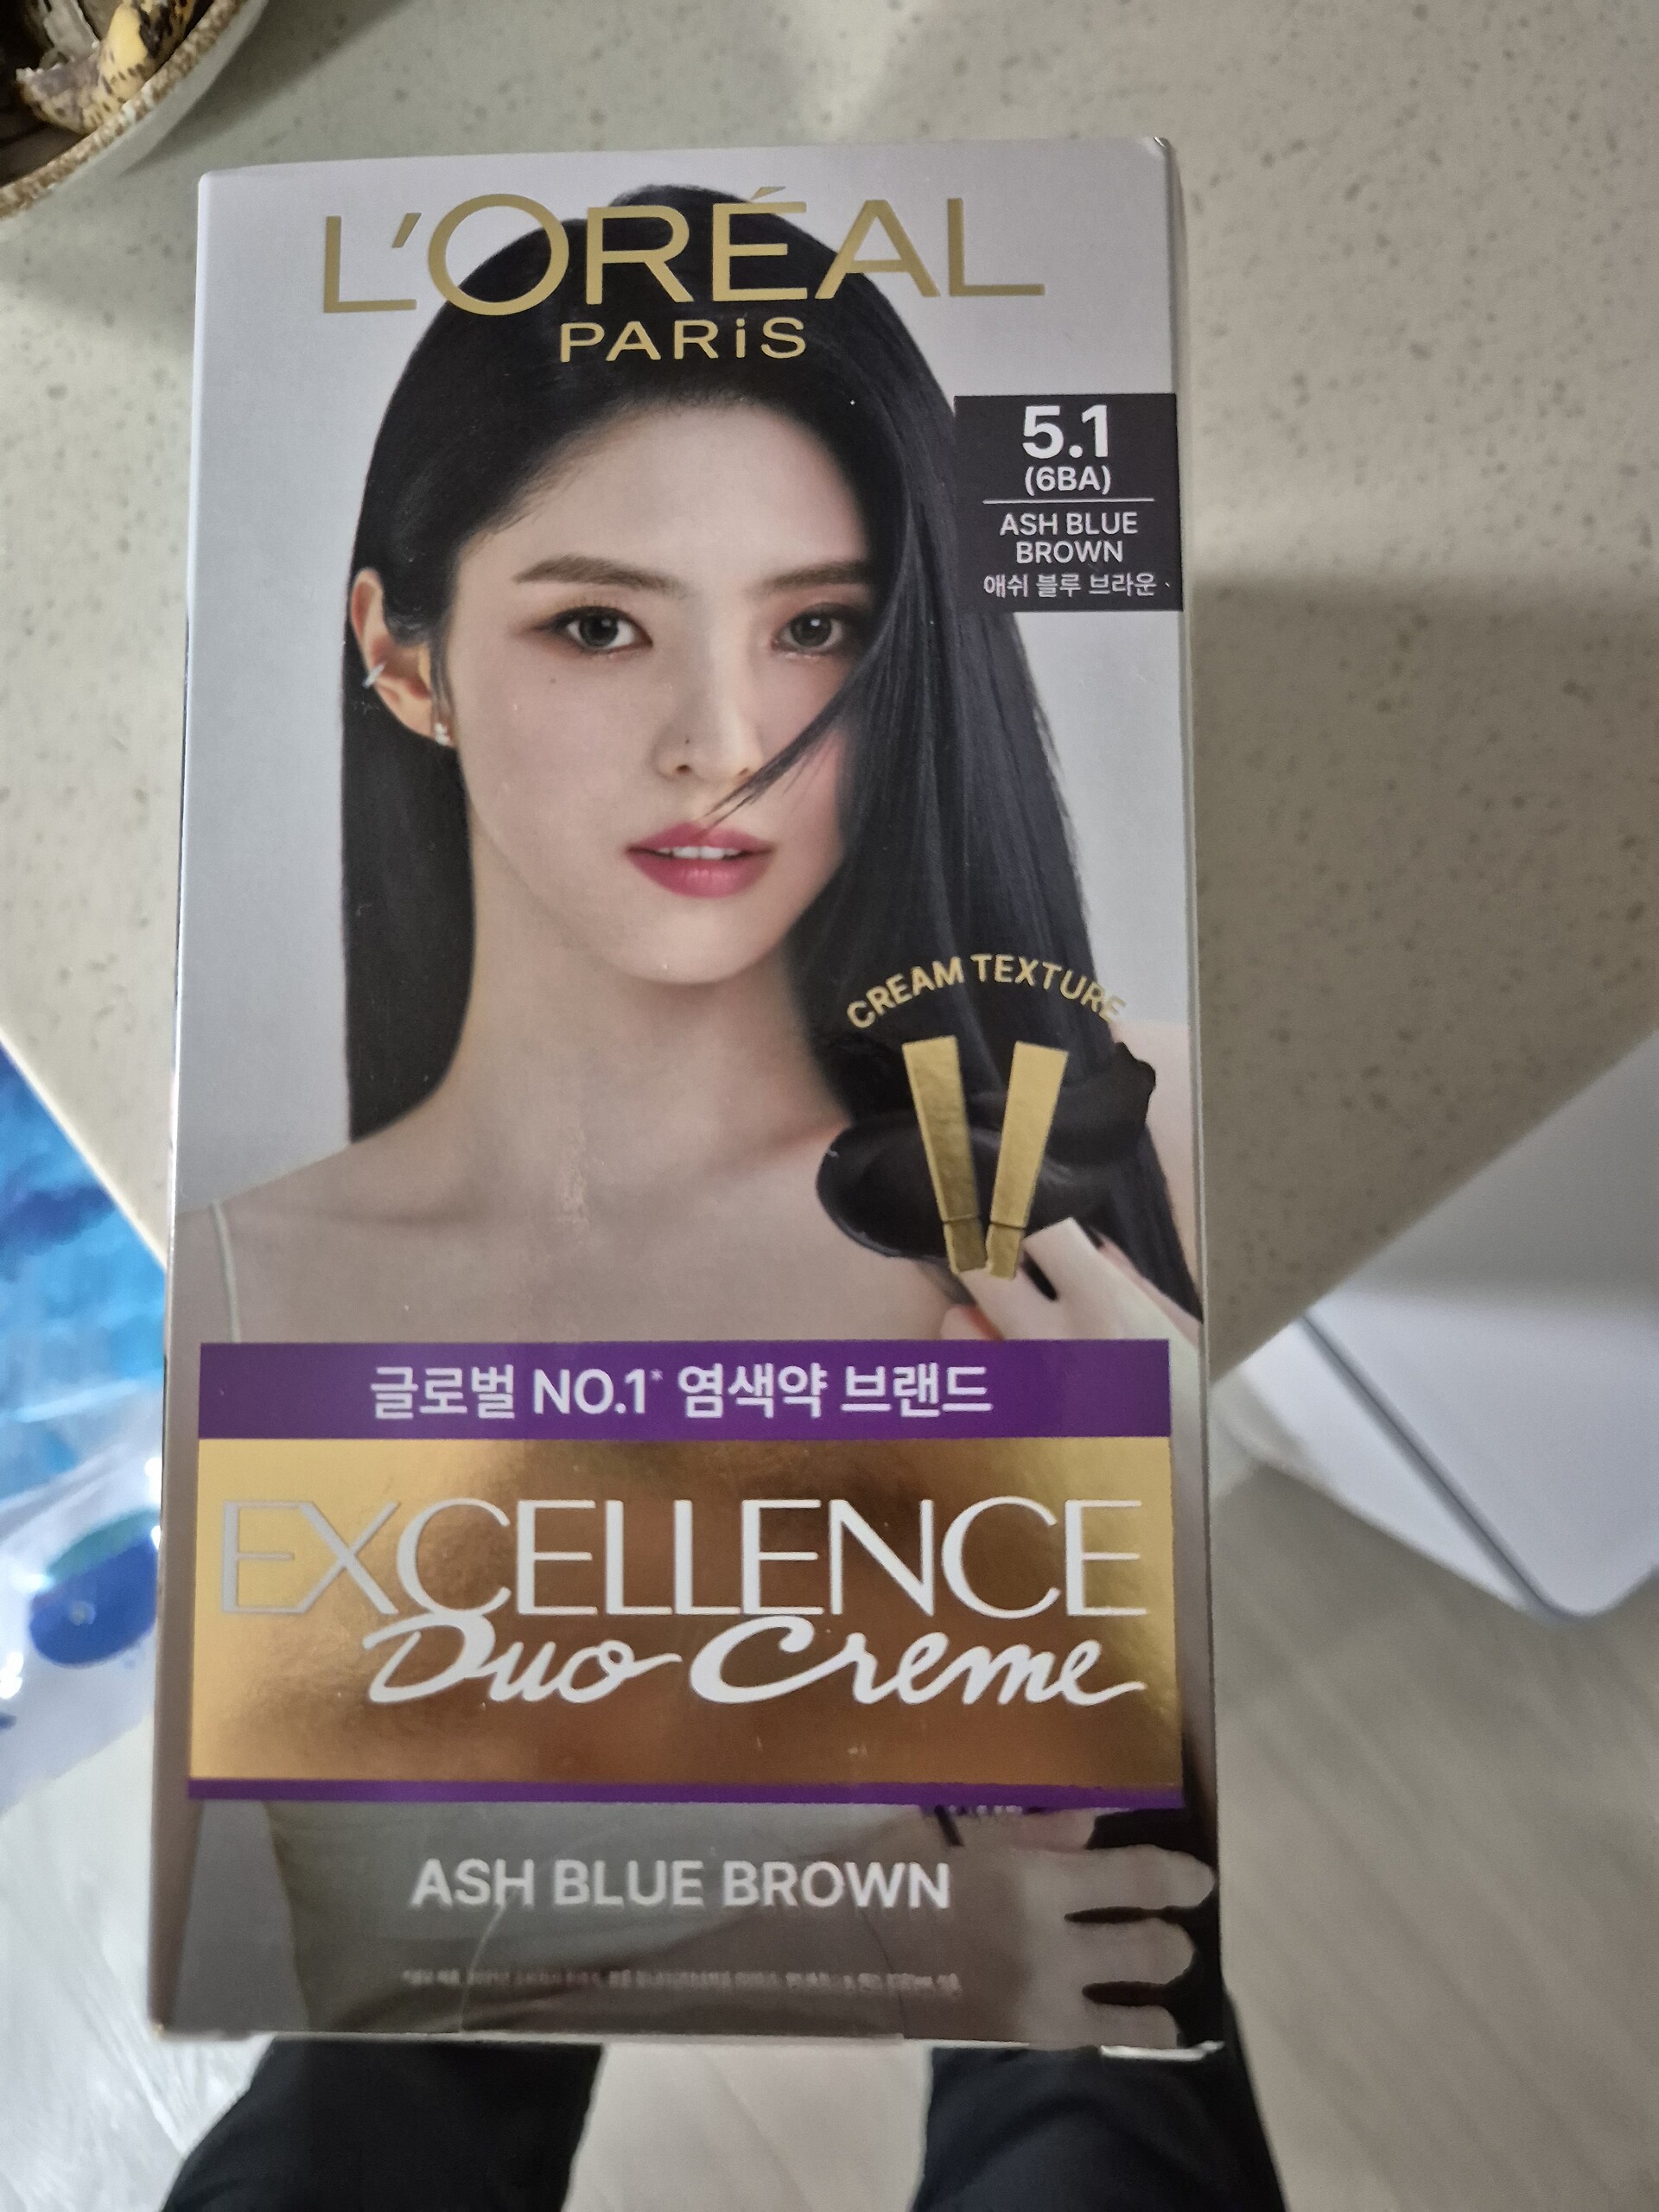 L'ORÉAL
PARiS
5.1
(6BA)
ASH BLUE
BROWN
애쉬 블루 브라운
CREAM TEXTURE
글로벌 NO.1* 염색약 브랜드
EXCELLENCE
Duo Creme
ASH BLUE BROWN